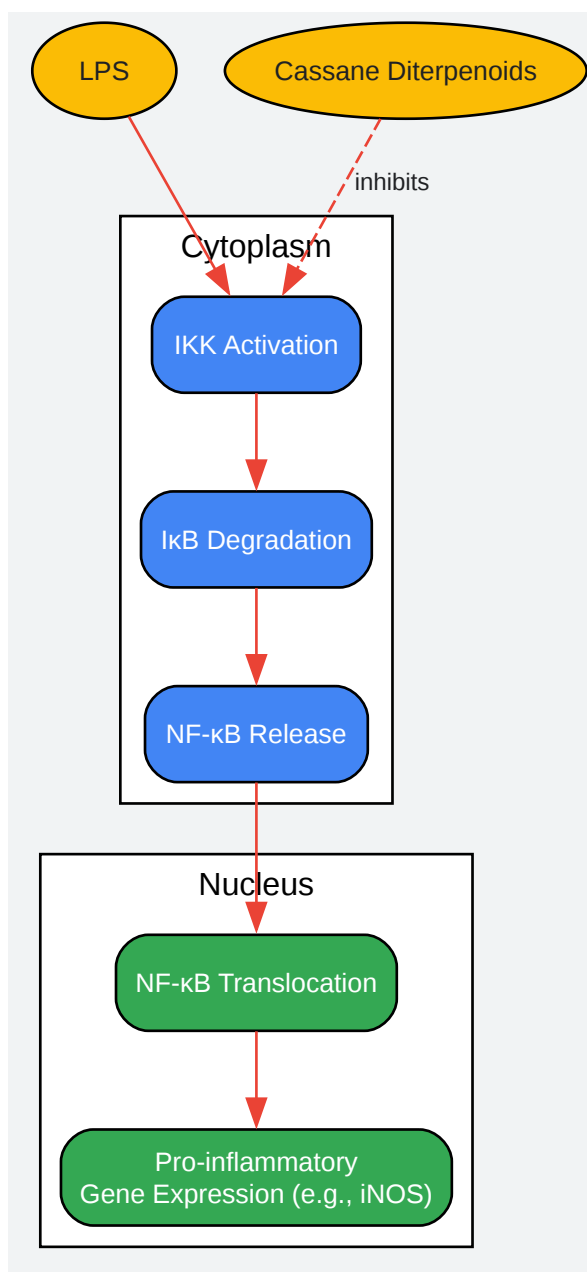 LPS
Cassane Diterpenoids
inhibits
Cytoplasm
IKK Activation
IκB Degradation
NF-κB Release
Nucleus
NF-κB Translocation
Pro-inflammatory
Gene Expression (e.g., iNOS)